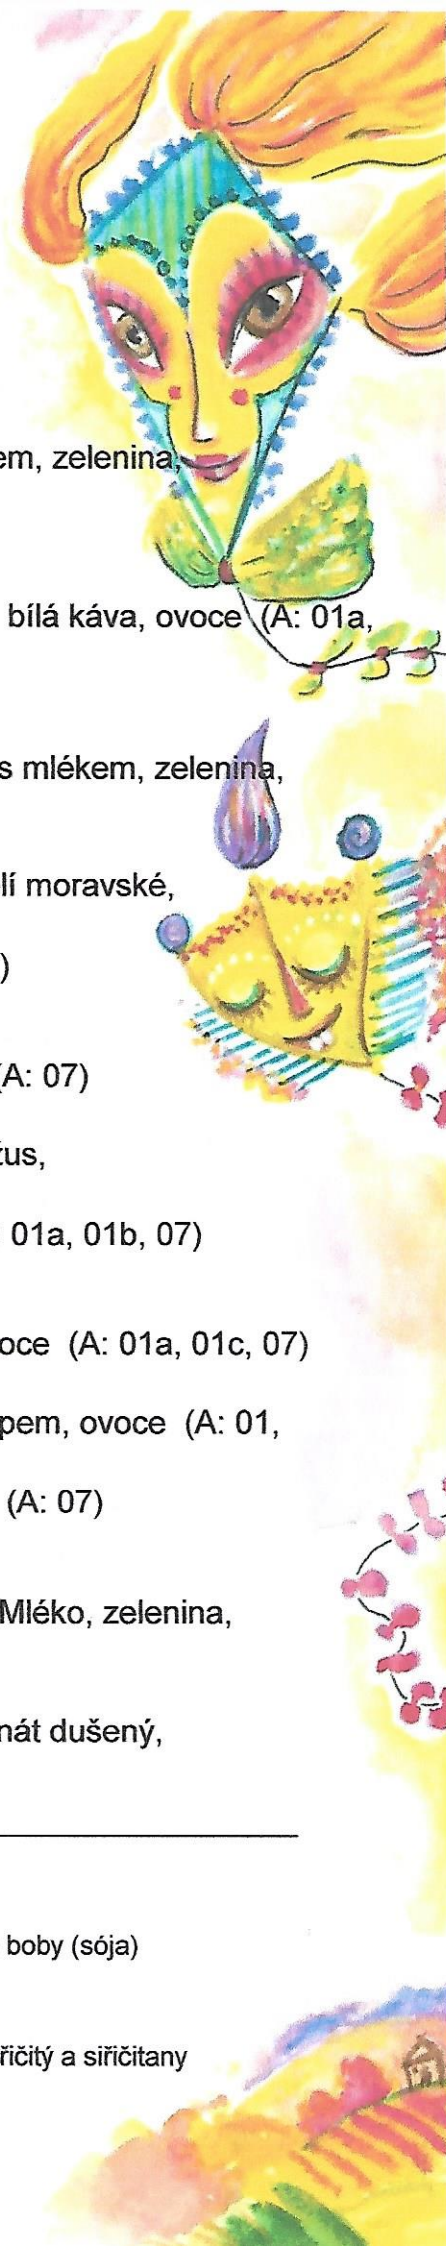 em, zelenina,
bílá káva, ovoce (A: 01a,
s mlékem, zelenina,
lí moravské,
)
(A: 07)
žus,
01a, 01b, 07)
oce (A: 01a, 01c, 07)
pem, ovoce (A: 01,
(A: 07)
Mléko, zelenina,
nát dušený,
boby (sója)
řičitý a siřičitany